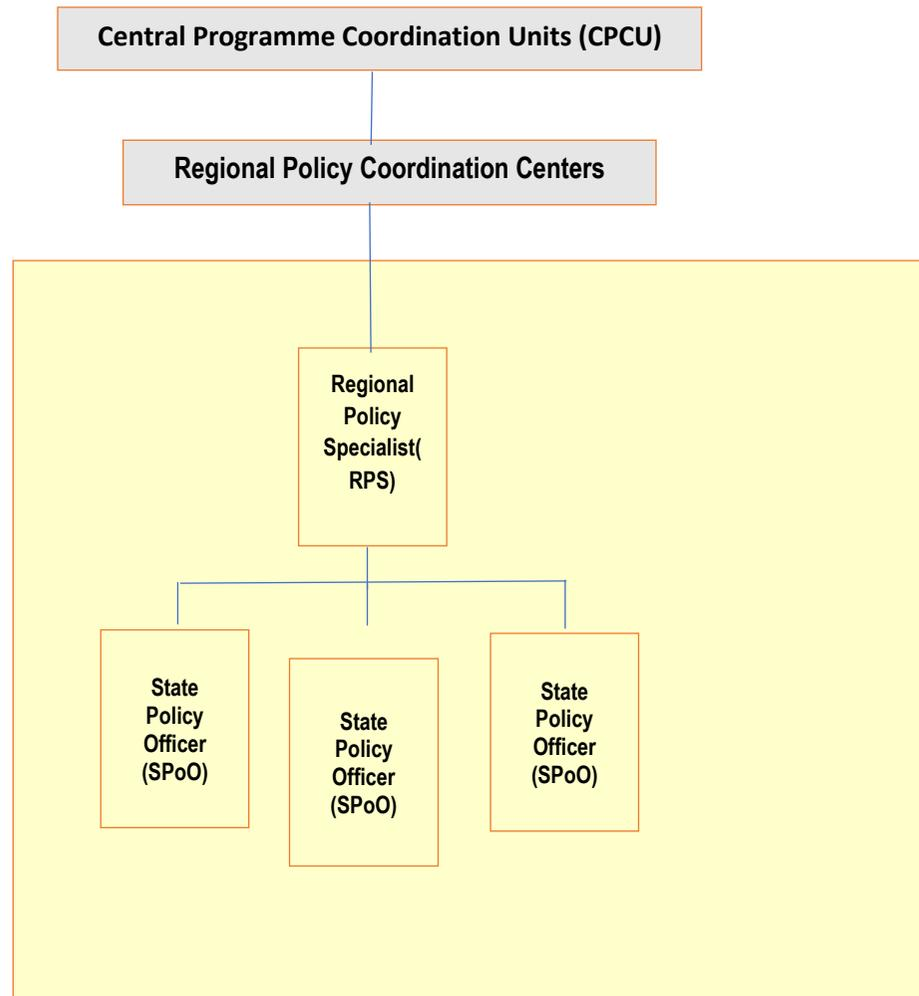 Central Programme Coordination Units (CPCU)
Regional Policy Coordination Centers
Regional
Policy
Specialist(
RPS)
State
Policy
Officer
(SPoO)
State
Policy
Officer
(SPoO)
State
Policy
Officer
(SPoO)